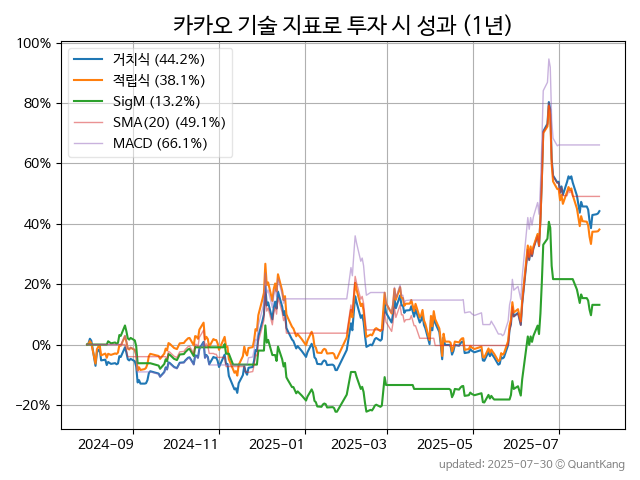 카카오 기술 지표로 투자 시 성과 (1년)
100%
80%
60%
40%
20%
0%
−20%
거치식 (44.2%)
적립식 (38.1%)
SigM (13.2%)
SMA(20) (49.1%)
MACD (66.1%)
2024-09
2024-11
2025-01
2025-03
2025-05
2025-07
updated: 2025-07-30 © QuantKang